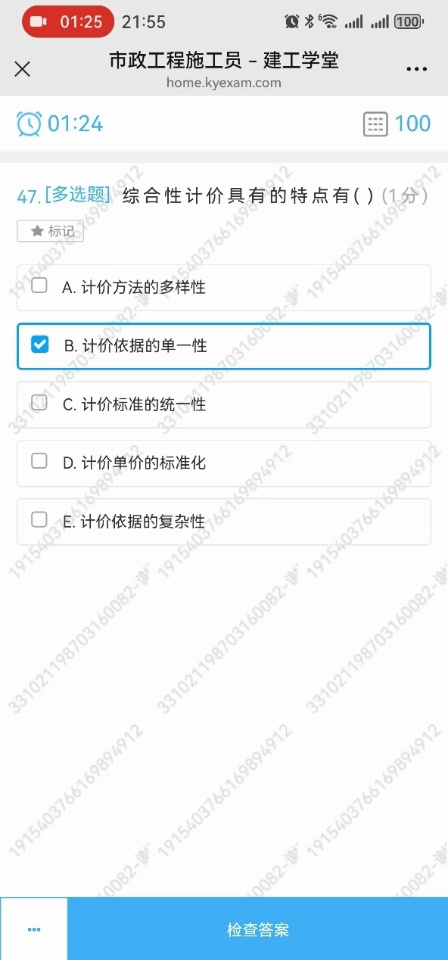 01:25 21:55 100
市政工程施工员 – 建工学堂
home.kyexam.com
01:24 100
47.[多选题] 综合性计价具有的特点有( ) (1分)
★ 标记
A. 计价方法的多样性
B. 计价依据的单一性
C. 计价标准的统一性
D. 计价单价的标准化
E. 计价依据的复杂性
检查答案
331021198703160082-谢
1915403766169894912